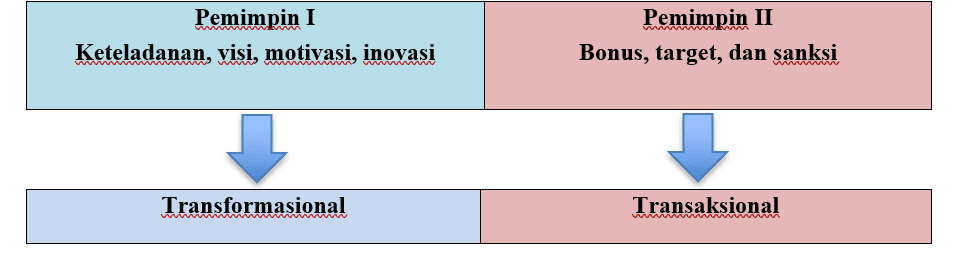 Pemimpin I
Keteladanan, visi, motivasi, inovasi
Pemimpin II
Bonus, target, dan sanksi
Transformasional
Transaksional